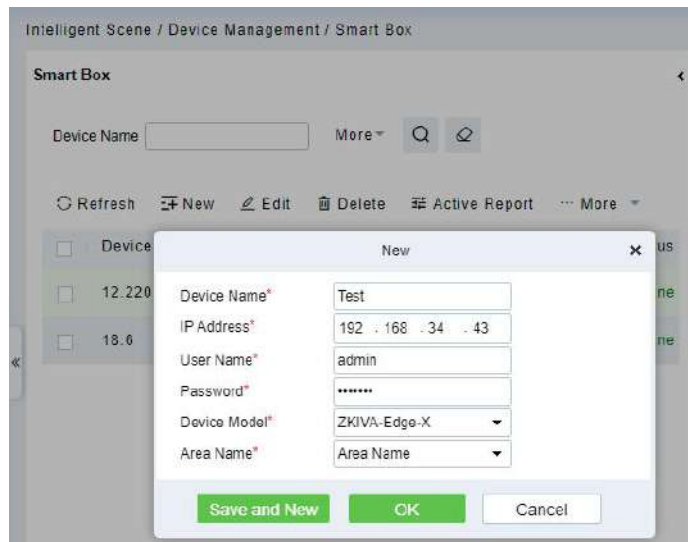 Intelligent Scene / Device Management / Smart Box
Smart Box
Device Name More
Refresh New Edit Delete Active Report ··· More
Device us
New
12.220 ne
18.6 ne
Device Name* Test
IP Address* 192 . 168 . 34 . 43
User Name* admin
Password* •••••••
Device Model* ZKIVA-Edge-X
Area Name* Area Name
Save and New OK Cancel